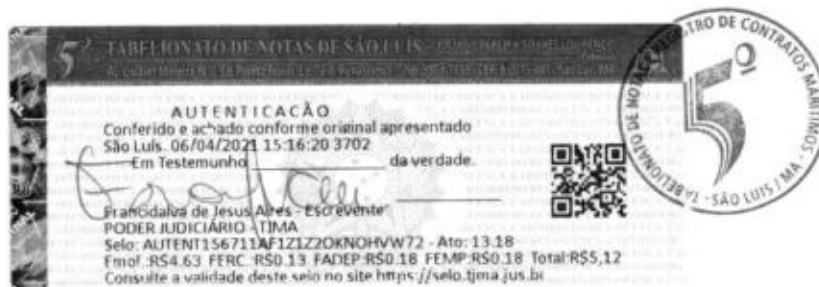 5º TABELIONATO DE NOTAS DE SÃO LUÍS
AUTENTICAÇÃO
Conferido e achado conforme original apresentado
São Luís. 06/04/2021 15:16:20 3702
Em Testemunho da verdade.
Francidalva de Jesus Aires - Escrevente
PODER JUDICIÁRIO - TJMA
Selo: AUTENT156711AF1Z1Z2OKNOHVW72 - Ato: 13.18
Emol.:R$4.63 FERC.:R$0.13 FADEP:R$0.18 FEMP:R$0.18 Total:R$5,12
Consulte a validade deste selo no site https://selo.tjma.jus.br
TABELIONATO DE NOTAS E REGISTRO DE CONTRATOS MARÍTIMOS - SÃO LUÍS / MA -
5º